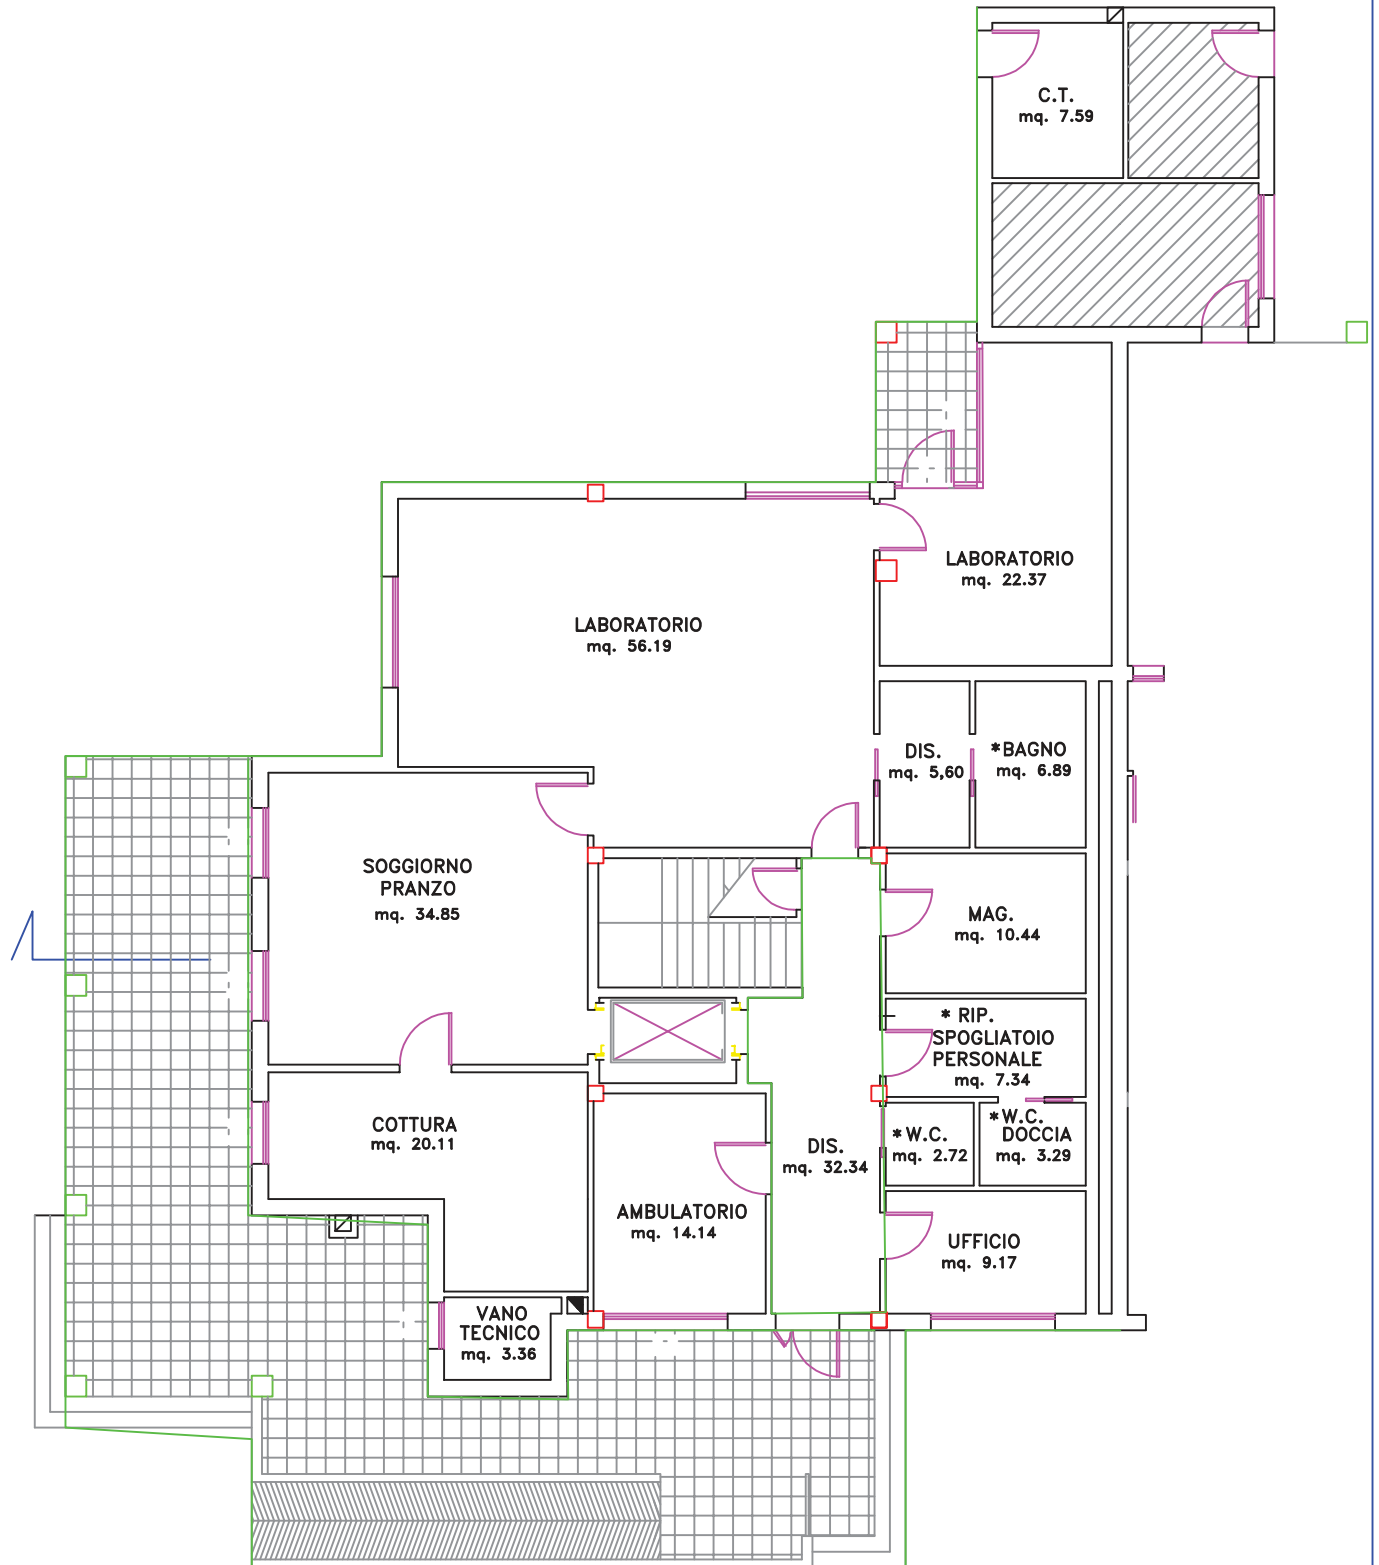 C.T.
mq. 7.59
LABORATORIO
mq. 22.37
LABORATORIO
mq. 56.19
DIS.
mq. 5,60
*BAGNO
mq. 6.89
SOGGIORNO
PRANZO
mq. 34.85
MAG.
mq. 10.44
* RIP.
SPOGLIATOIO
PERSONALE
mq. 7.34
COTTURA
mq. 20.11
DIS.
mq. 32.34
*W.C.
mq. 2.72
*W.C.
DOCCIA
mq. 3.29
AMBULATORIO
mq. 14.14
UFFICIO
mq. 9.17
VANO
TECNICO
mq. 3.36